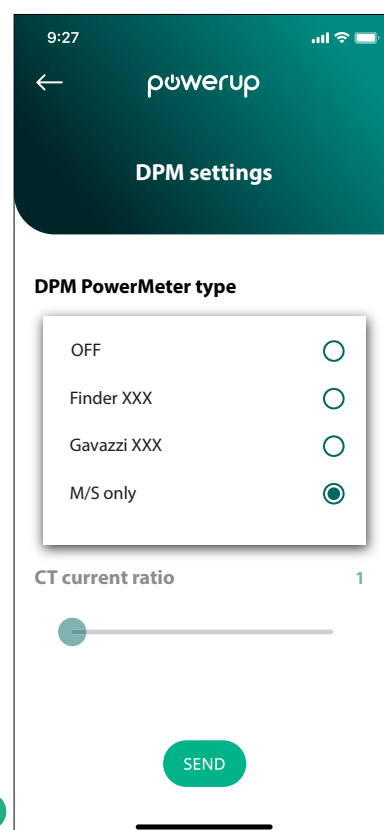 9:27
powerup
DPM settings
DPM PowerMeter type
OFF
Finder XXX
Gavazzi XXX
M/S only
CT current ratio 1
SEND